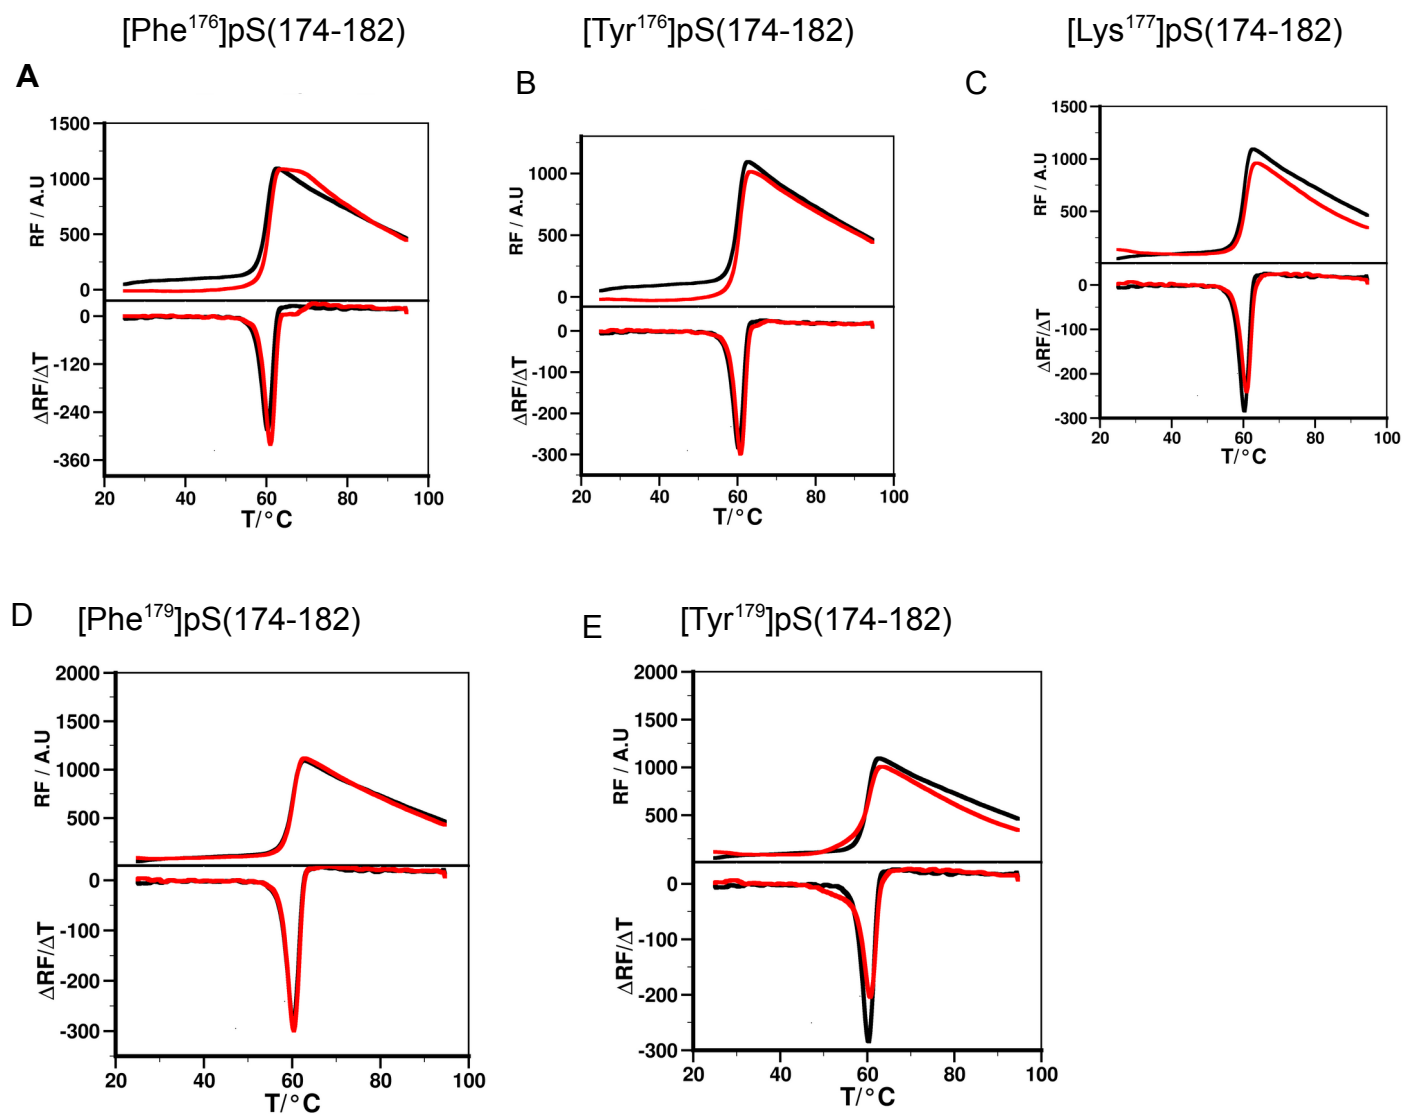 [Phe176]pS(174-182)
[Tyr176]pS(174-182)
[Lys177]pS(174-182)
A
B
C
1500
1000
500
0
RF / A.U
0
-120
-240
-360
ΔRF/ΔT
20 40 60 80 100
T/°C
1000
500
0
RF / A.U
0
-100
-200
-300
ΔRF/ΔT
20 40 60 80 100
T/°C
1500
1000
500
RF / A.U
0
-100
-200
-300
ΔRF/ΔT
20 40 60 80 100
T/°C
D
[Phe179]pS(174-182)
E
[Tyr179]pS(174-182)
2000
1500
1000
500
RF / A.U
0
-100
-200
-300
ΔRF/ΔT
20 40 60 80 100
T/°C
2000
1500
1000
500
RF / A.U
0
-100
-200
-300
ΔRF/ΔT
20 40 60 80 100
T/°C